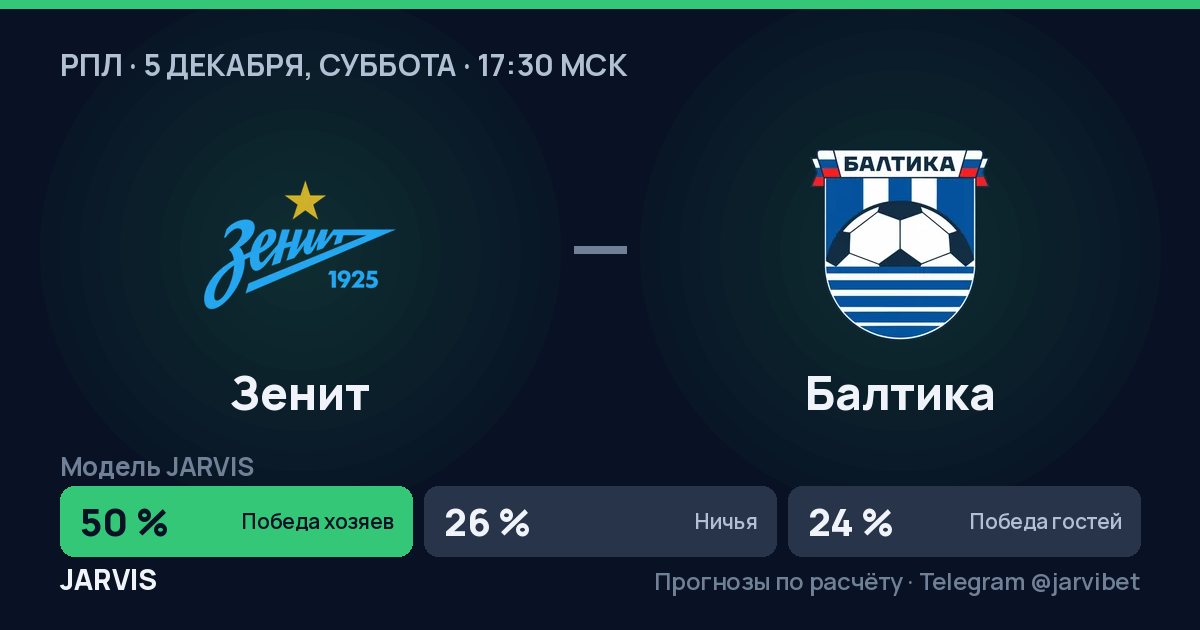 РПЛ · 5 ДЕКАБРЯ, СУББОТА · 17:30 МСК
Зенит
1925
БАЛТИКА
Зенит
Балтика
Модель JARVIS
50 % Победа хозяев
26 % Ничья
24 % Победа гостей
JARVIS
Прогнозы по расчёту · Telegram @jarvibet